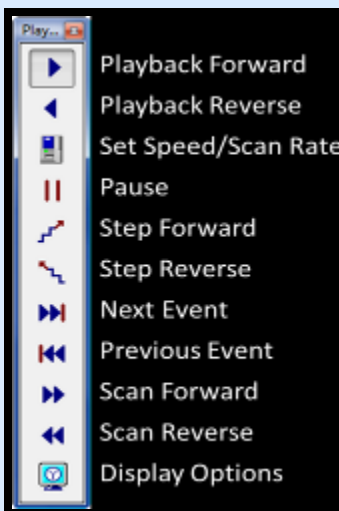 Play...
Playback Forward
Playback Reverse
Set Speed/Scan Rate
Pause
Step Forward
Step Reverse
Next Event
Previous Event
Scan Forward
Scan Reverse
Display Options